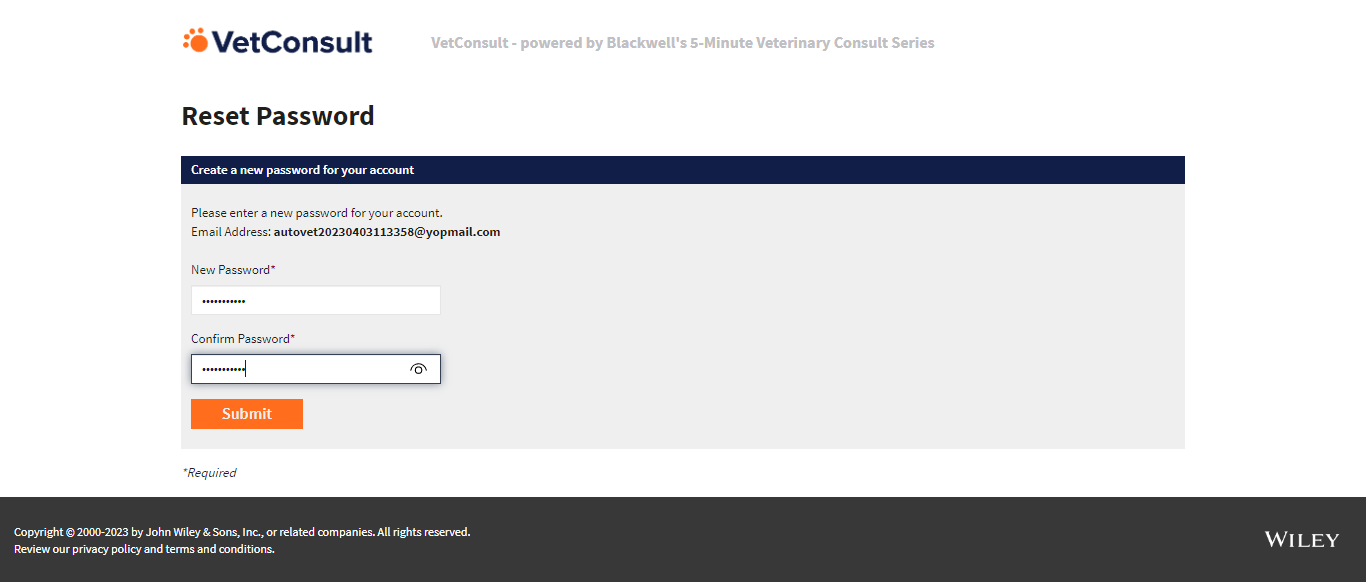 VetConsult
VetConsult - powered by Blackwell's 5-Minute Veterinary Consult Series
Reset Password
Create a new password for your account
Please enter a new password for your account.
Email Address: autovet20230403113358@yopmail.com
New Password*
•••••••••••
Confirm Password*
•••••••••••
Submit
*Required
Copyright © 2000-2023 by John Wiley & Sons, Inc., or related companies. All rights reserved.
Review our privacy policy and terms and conditions.
WILEY